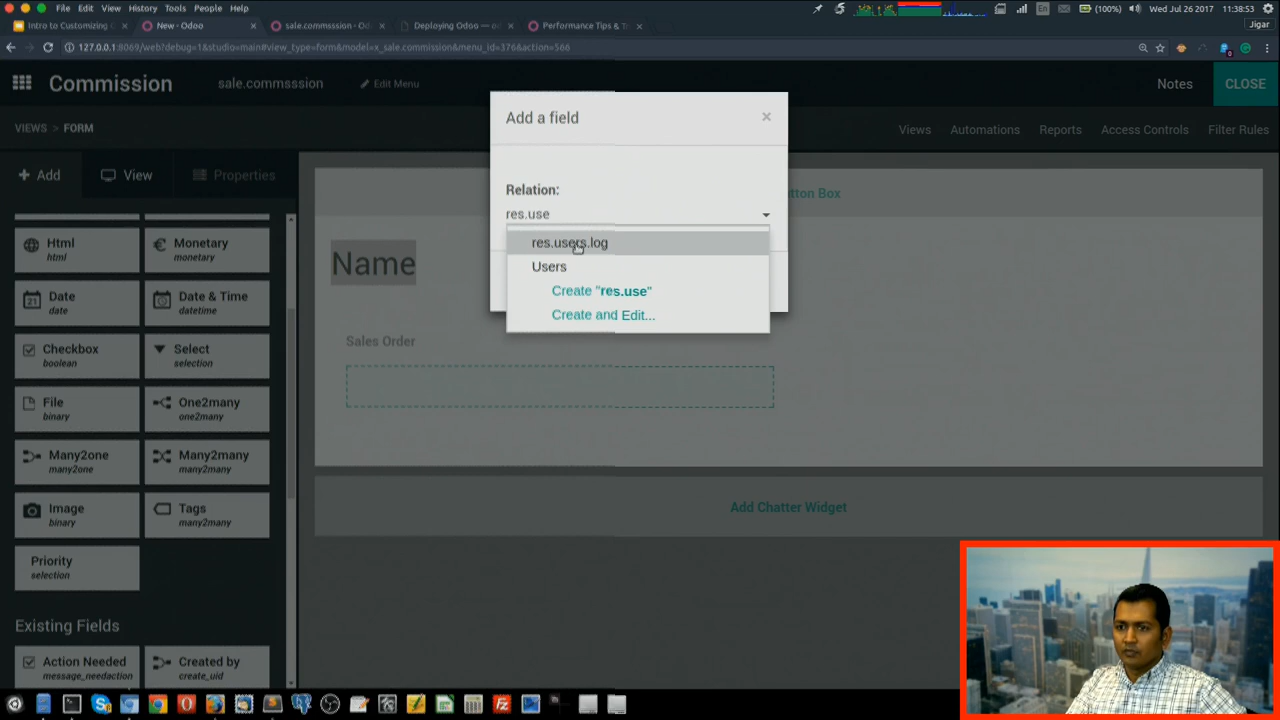 File Edit View History Tools People Help
En (100%) Wed Jul 26 2017 11:38:53
Intro to Customizing
New - Odoo
sale.commsssion - Od
Deploying Odoo — od
Performance Tips & T
Jigar
127.0.0.1:8069/web?debug=1&studio=main#view_type=form&model=x_sale.commission&menu_id=376&action=566
Commission
sale.commsssion
Edit Menu
Notes
CLOSE
VIEWS > FORM
Views
Automations
Reports
Access Controls
Filter Rules
+ Add
View
Properties
Add a field
×
Relation:
res.use
res.users.log
Users
Create "res.use"
Create and Edit...
tton Box
Name
Sales Order
Add Chatter Widget
Html
html
Monetary
monetary
Date
date
Date & Time
datetime
Checkbox
boolean
Select
selection
File
binary
One2many
one2many
Many2one
many2one
Many2many
many2many
Image
binary
Tags
many2many
Priority
selection
Existing Fields
Action Needed
message_needaction
Created by
create_uid